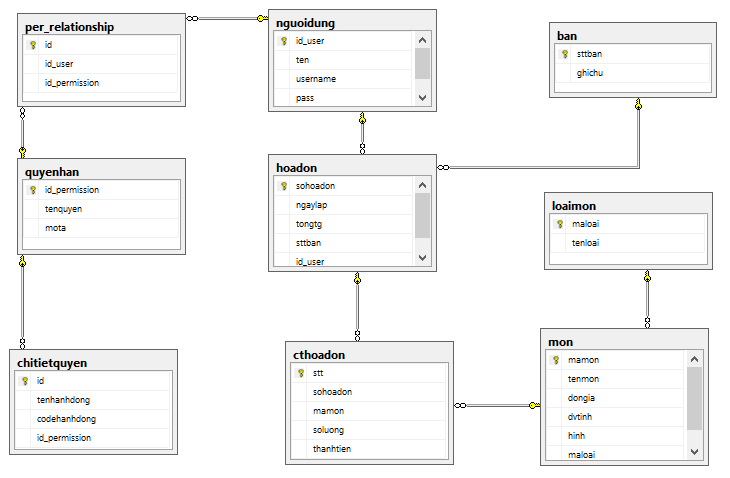 per_relationship
id
id_user
id_permission
nguoidung
id_user
ten
username
pass
ban
sttban
ghichu
quyenhan
id_permission
tenquyen
mota
hoadon
sohoadon
ngaylap
tongtg
sttban
id_user
loaimon
maloai
tenloai
chitietquyen
id
tenhanhdong
codehanhdong
id_permission
cthoadon
stt
sohoadon
mamon
soluong
thanhtien
mon
mamon
tenmon
dongia
dvtinh
hinh
maloai